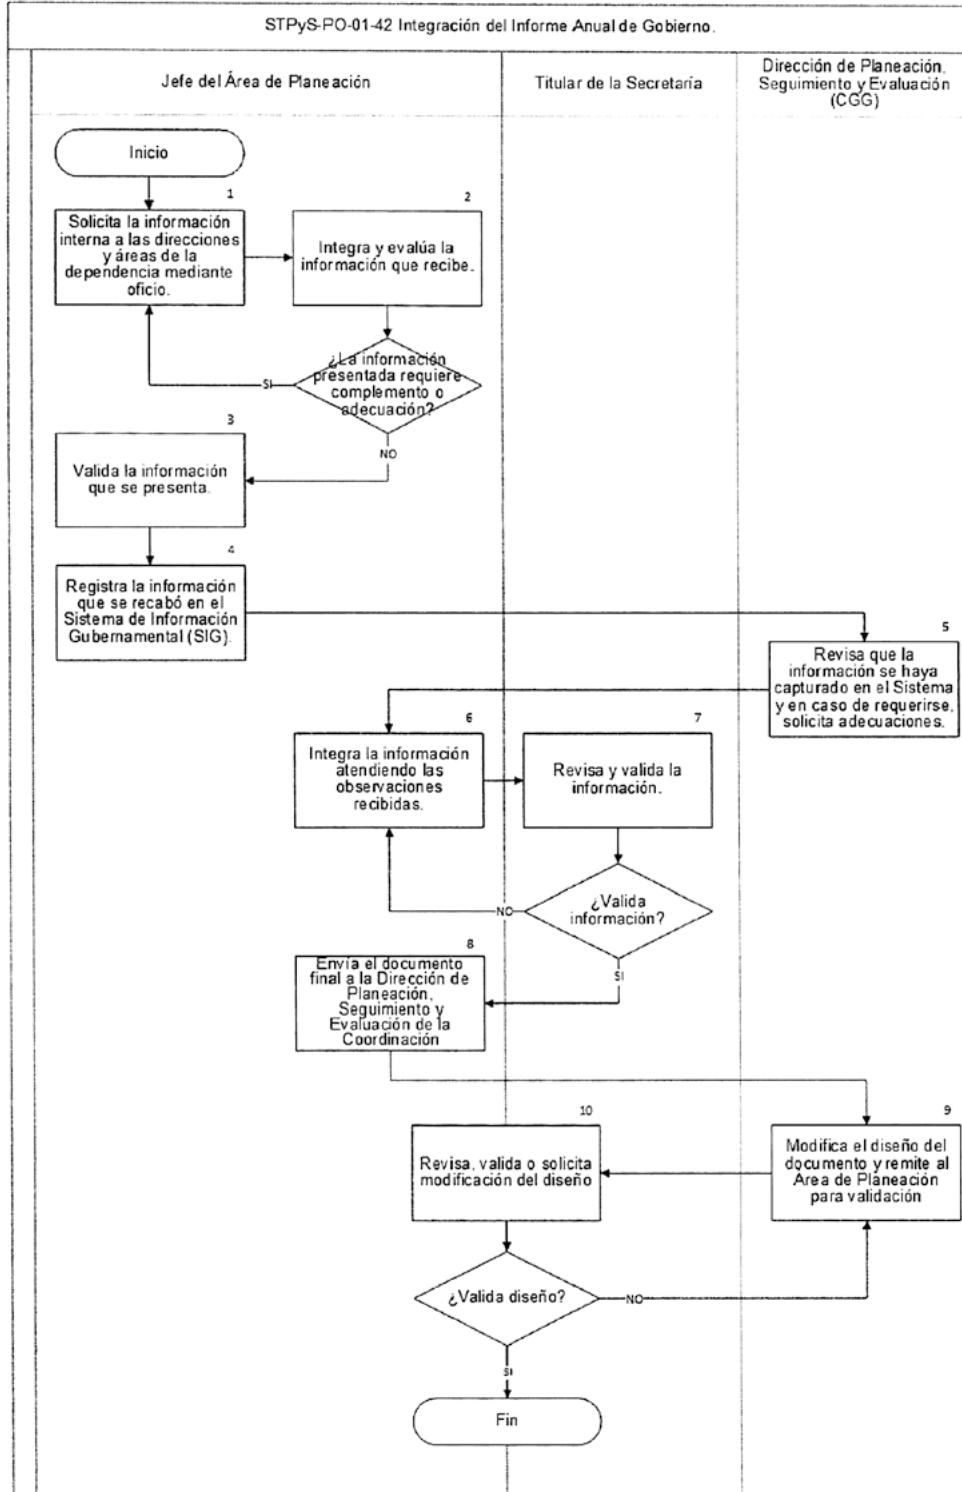 STPyS-PO-01-42 Integración del Informe Anual de Gobierno.
Jefe del Área de Planeación
Titular de la Secretaría
Dirección de Planeación,
Seguimiento y Evaluación
(CGG)
Inicio
1
Solicita la información
interna a las direcciones
y áreas de la
dependencia mediante
oficio.
2
Integra y evalúa la
información que recibe.
¿La información
presentada requiere
complemento o
adecuación?
SI
NO
3
Valida la información
que se presenta.
4
Registra la información
que se recabó en el
Sistema de Información
Gubernamental (SIG).
5
Revisa que la
información se haya
capturado en el Sistema
y en caso de requerirse,
solicita adecuaciones.
6
Integra la información
atendiendo las
observaciones
recibidas.
7
Revisa y valida la
información.
¿Valida
información?
NO
SI
8
Envía el documento
final a la Dirección de
Planeación,
Seguimiento y
Evaluación de la
Coordinación
9
Modifica el diseño del
documento y remite al
Area de Planeación
para validación
10
Revisa, valida o solicita
modificación del diseño
¿Valida diseño?
NO
SI
Fin